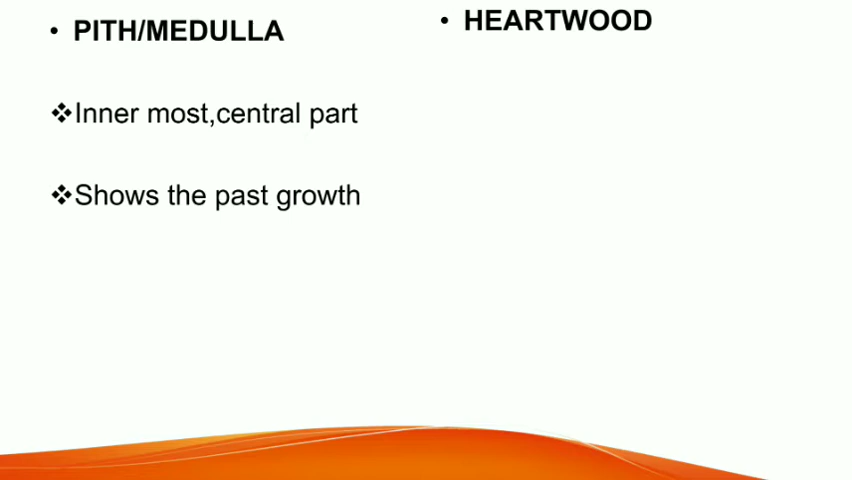 • PITH/MEDULLA
❖Inner most,central part
❖Shows the past growth
• HEARTWOOD